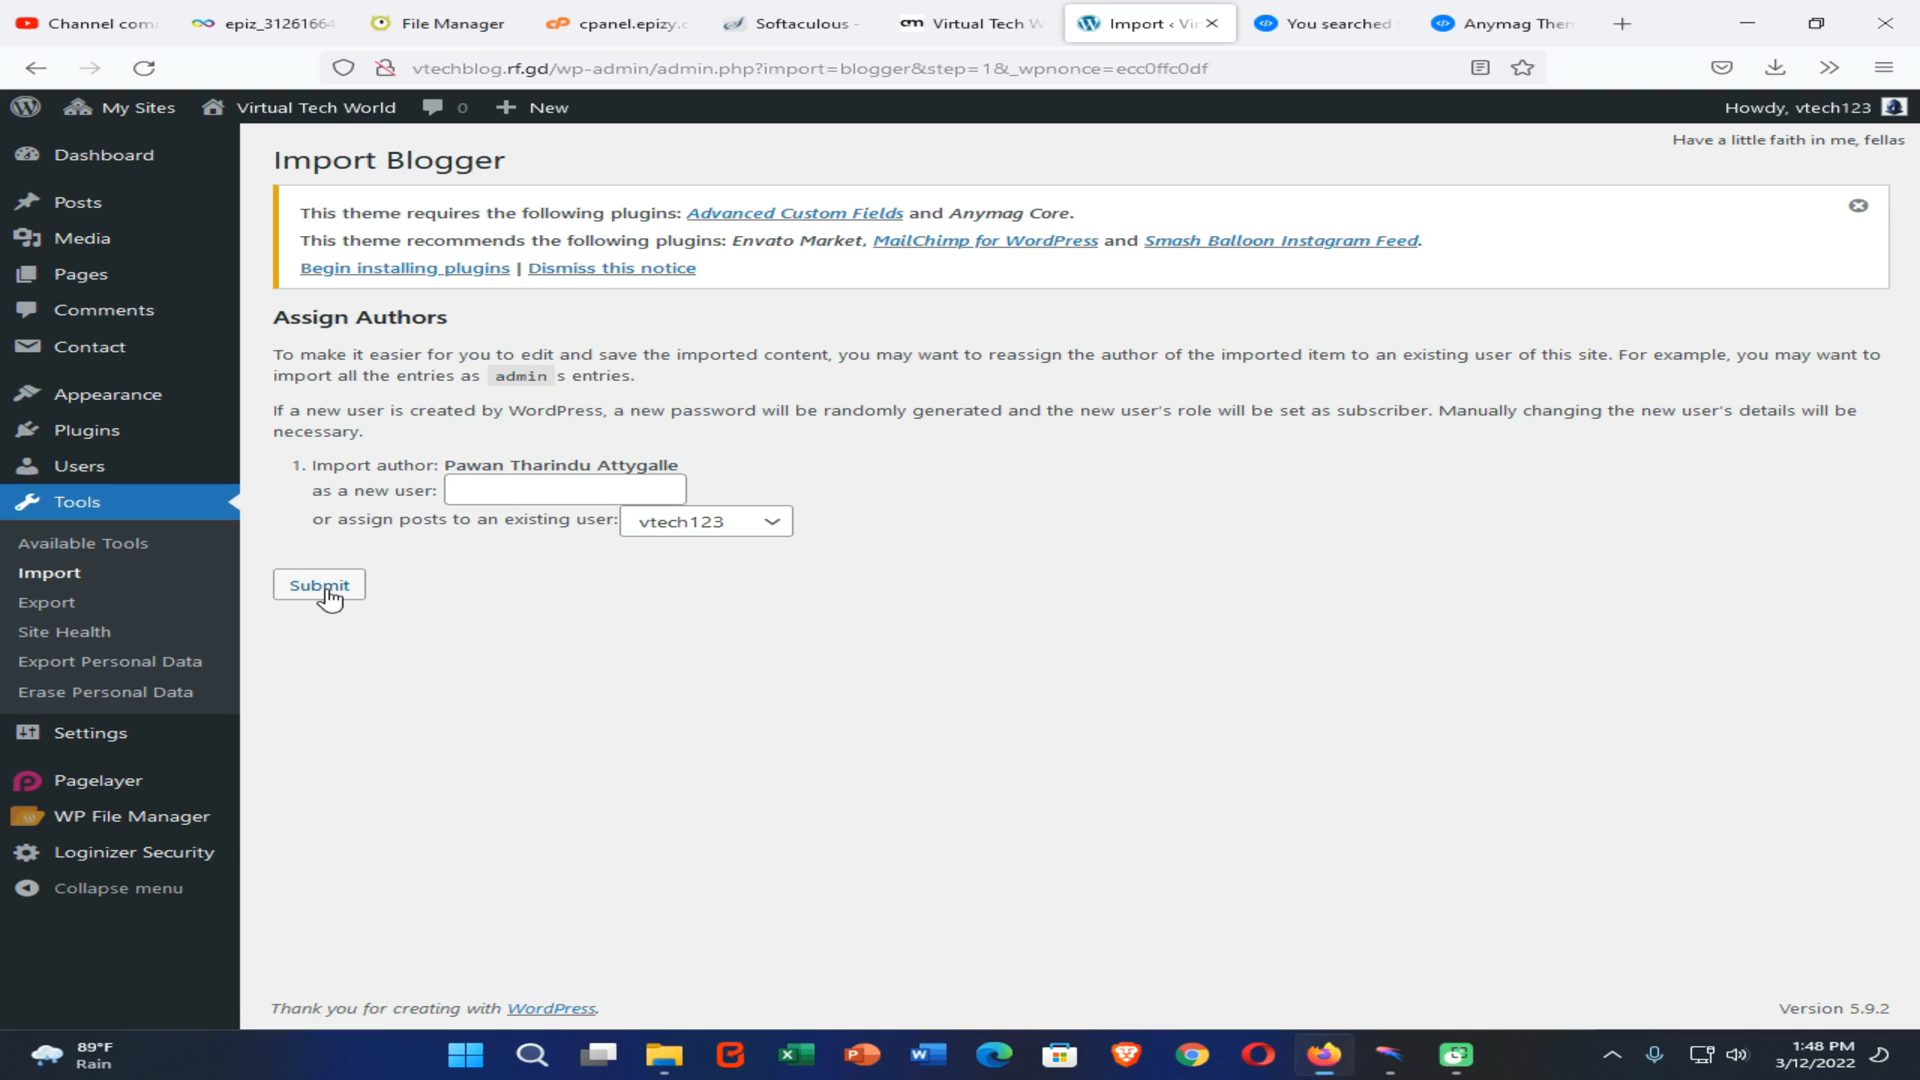 Channel com
epiz_31261664
File Manager
cpanel.epizy.c
Softaculous -
Virtual Tech W
Import ‹ Vir
You searched
Anymag Then
vtechblog.rf.gd/wp-admin/admin.php?import=blogger&step=1&_wpnonce=ecc0ffc0df
My Sites
Virtual Tech World
0
New
Howdy, vtech123
Have a little faith in me, fellas
Dashboard
Posts
Media
Pages
Comments
Contact
Appearance
Plugins
Users
Tools
Available Tools
Import
Export
Site Health
Export Personal Data
Erase Personal Data
Settings
Pagelayer
WP File Manager
Loginizer Security
Collapse menu
Import Blogger
This theme requires the following plugins: Advanced Custom Fields and Anymag Core.
This theme recommends the following plugins: Envato Market, MailChimp for WordPress and Smash Balloon Instagram Feed.
Begin installing plugins | Dismiss this notice
Assign Authors
To make it easier for you to edit and save the imported content, you may want to reassign the author of the imported item to an existing user of this site. For example, you may want to
import all the entries as admin s entries.
If a new user is created by WordPress, a new password will be randomly generated and the new user's role will be set as subscriber. Manually changing the new user's details will be
necessary.
1. Import author: Pawan Tharindu Attygalle
as a new user:
or assign posts to an existing user: vtech123
Submit
Thank you for creating with WordPress.
Version 5.9.2
89°F
Rain
1:48 PM
3/12/2022